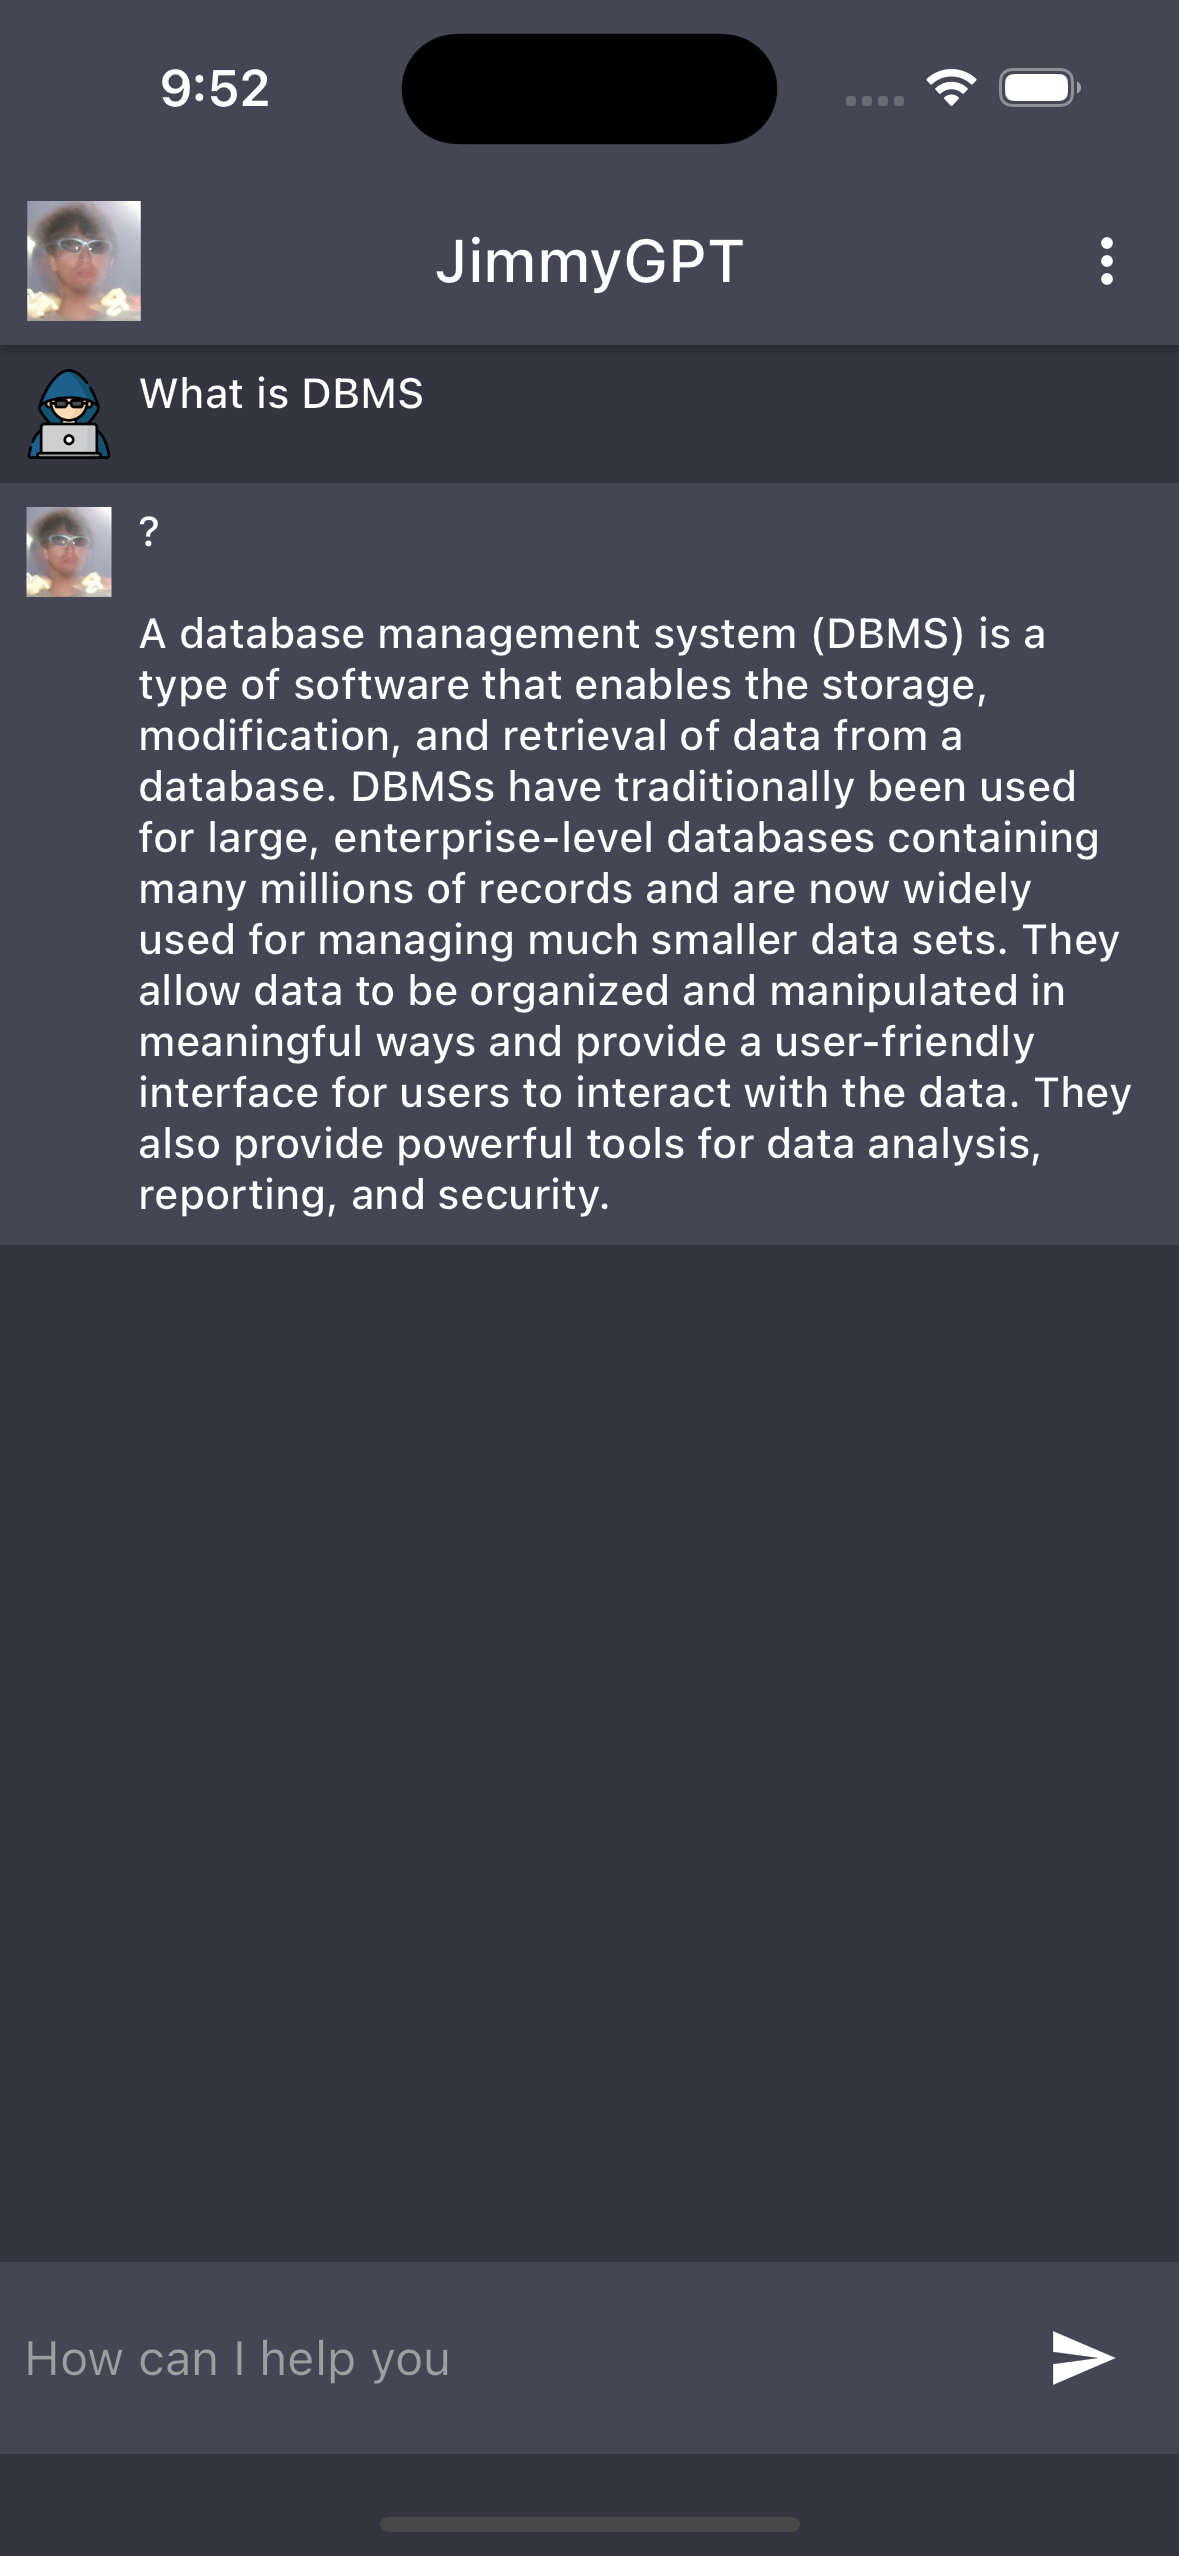 9:52
JimmyGPT
What is DBMS
?
A database management system (DBMS) is a
type of software that enables the storage,
modification, and retrieval of data from a
database. DBMSs have traditionally been used
for large, enterprise-level databases containing
many millions of records and are now widely
used for managing much smaller data sets. They
allow data to be organized and manipulated in
meaningful ways and provide a user-friendly
interface for users to interact with the data. They
also provide powerful tools for data analysis,
reporting, and security.
How can I help you